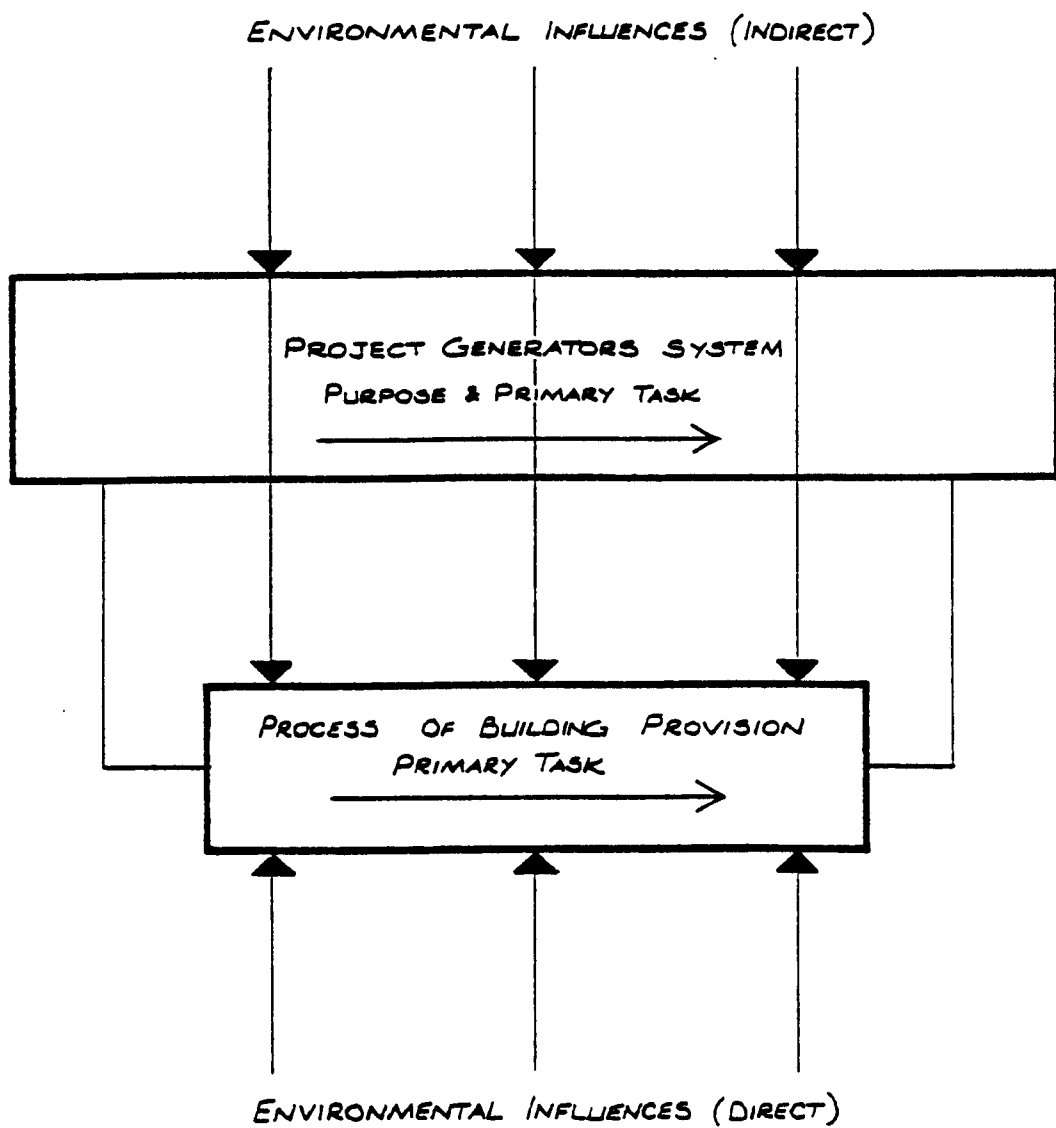 ENVIRONMENTAL INFLUENCES (INDIRECT)
PROJECT GENERATORS SYSTEM
PURPOSE & PRIMARY TASK
PROCESS OF BUILDING PROVISION
PRIMARY TASK
ENVIRONMENTAL INFLUENCES (DIRECT)